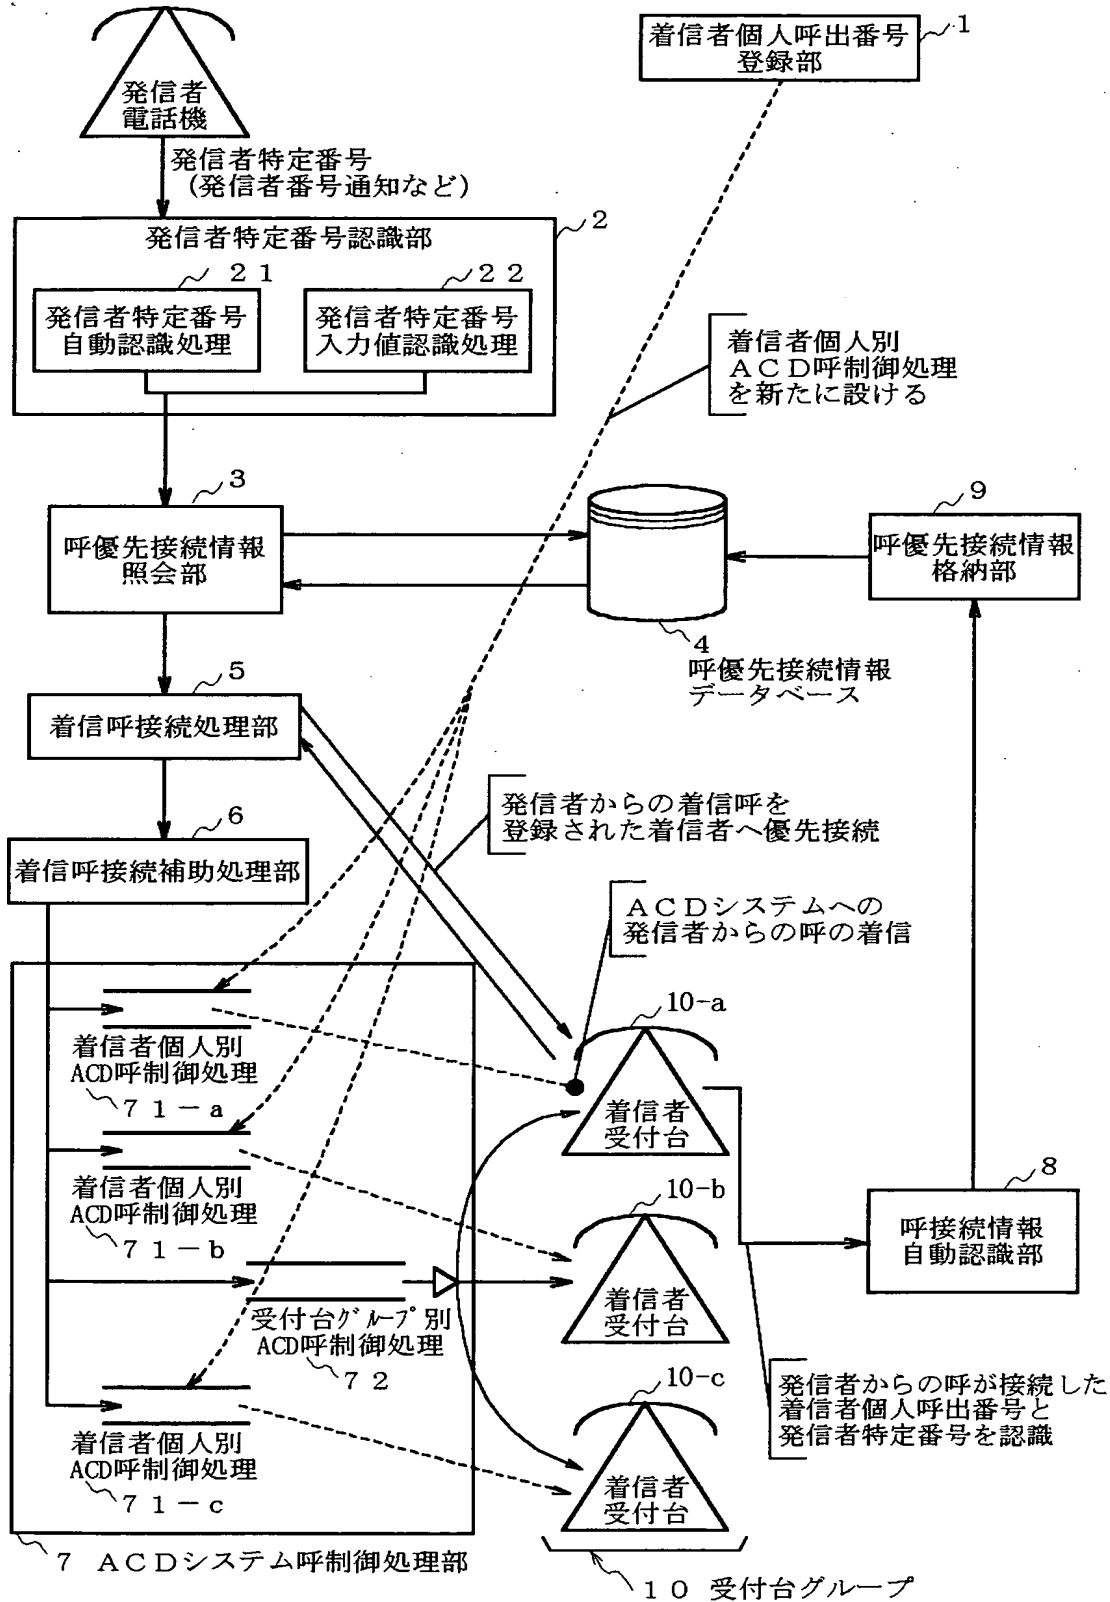 着信者個人呼出番号
登録部
1
発信者
電話機
発信者特定番号
(発信者番号通知など)
2
発信者特定番号認識部
21
22
発信者特定番号
自動認識処理
発信者特定番号
入力値認識処理
着信者個人別
ACD呼制御処理
を新たに設ける
3
呼優先接続情報
照会部
9
呼優先接続情報
格納部
4
呼優先接続情報
データベース
5
着信呼接続処理部
発信者からの着信呼を
登録された着信者へ優先接続
6
着信呼接続補助処理部
ACDシステムへの
発信者からの呼の着信
10-a
着信者
受付台
着信者個人別
ACD呼制御処理
71-a
着信者個人別
ACD呼制御処理
71-b
10-b
着信者
受付台
8
呼接続情報
自動認識部
受付台グループ別
ACD呼制御処理
72
10-c
着信者
受付台
発信者からの呼が接続した
着信者個人呼出番号と
発信者特定番号を認識
着信者個人別
ACD呼制御処理
71-c
7 ACDシステム呼制御処理部
10 受付台グループ